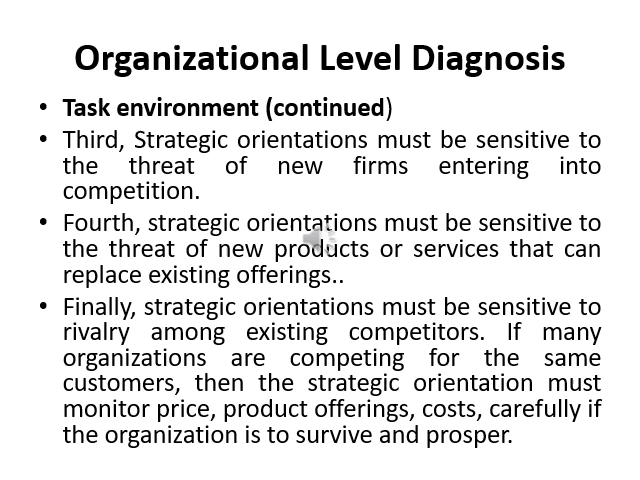 Organizational Level Diagnosis
• Task environment (continued)
• Third, Strategic orientations must be sensitive to
the threat of new firms entering into
competition.
• Fourth, strategic orientations must be sensitive to
the threat of new products or services that can
replace existing offerings..
• Finally, strategic orientations must be sensitive to
rivalry among existing competitors. If many
organizations are competing for the same
customers, then the strategic orientation must
monitor price, product offerings, costs, carefully if
the organization is to survive and prosper.